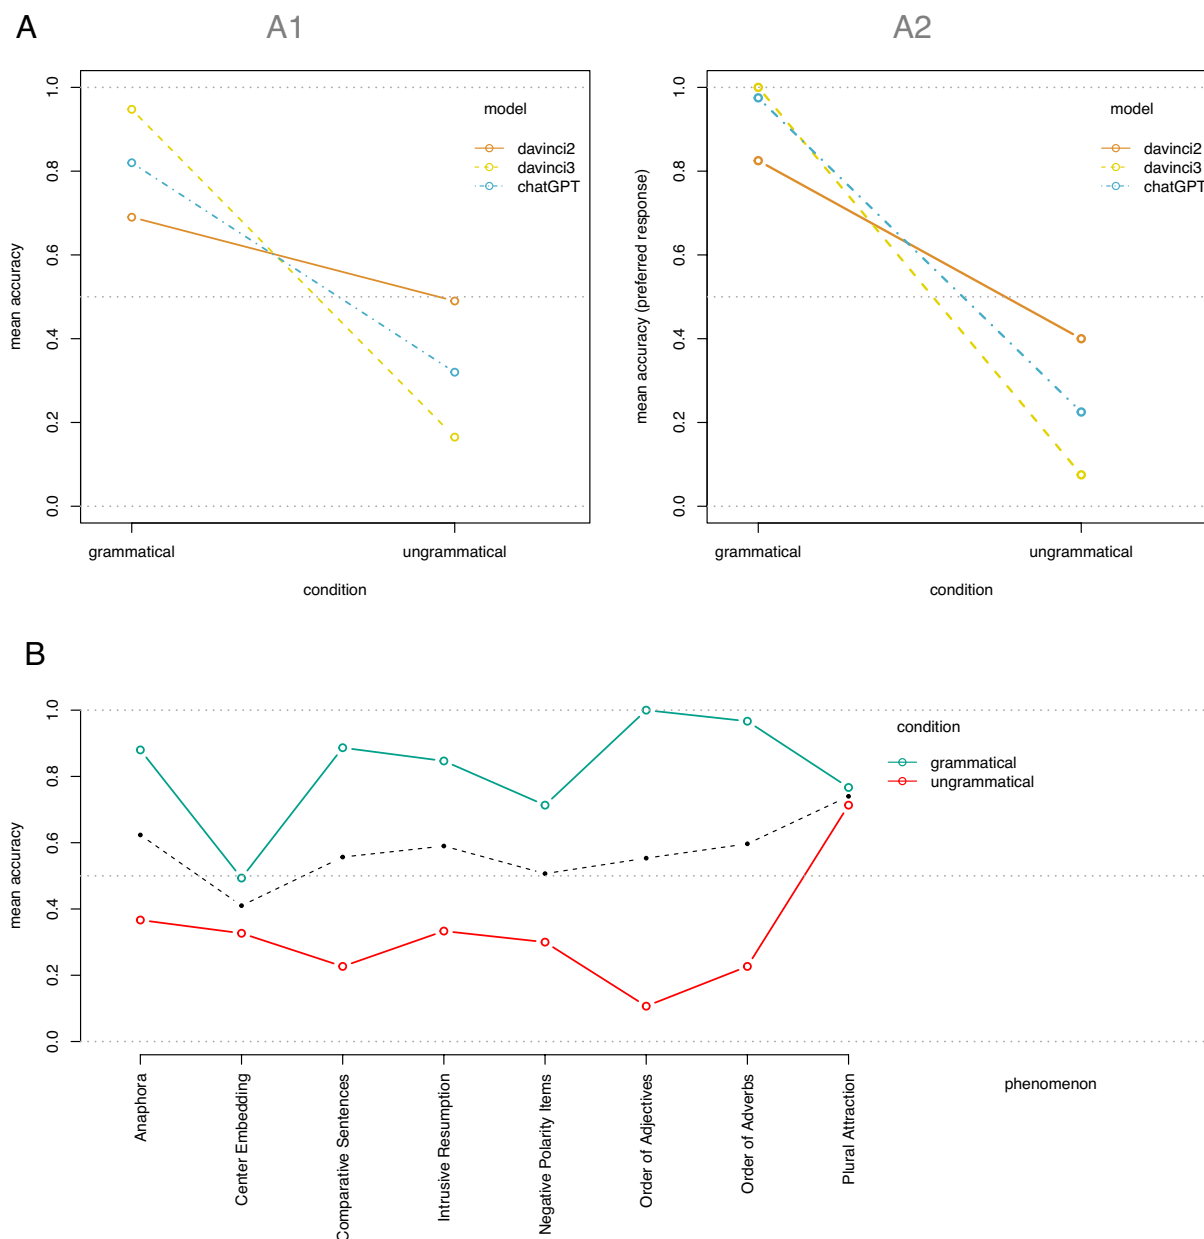 A
A1
A2
mean accuracy
0.0
0.2
0.4
0.6
0.8
1.0
model
davinci2
davinci3
chatGPT
grammatical
ungrammatical
condition
mean accuracy (preferred response)
0.0
0.2
0.4
0.6
0.8
1.0
model
davinci2
davinci3
chatGPT
grammatical
ungrammatical
condition
B
mean accuracy
0.0
0.2
0.4
0.6
0.8
1.0
condition
grammatical
ungrammatical
Anaphora
Center Embedding
Comparative Sentences
Intrusive Resumption
Negative Polarity Items
Order of Adjectives
Order of Adverbs
Plural Attraction
phenomenon